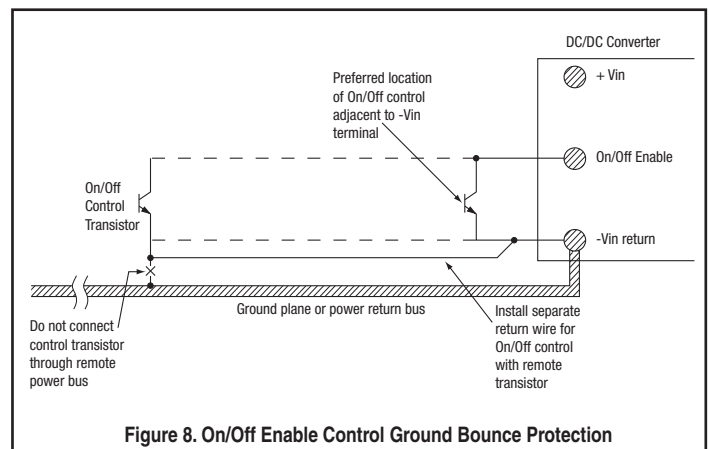 DC/DC Converter
+ Vin
Preferred location
of On/Off control
adjacent to -Vin
terminal
On/Off Enable
On/Off
Control
Transistor
-Vin return
Ground plane or power return bus
Do not connect
control transistor
through remote
power bus
Install separate
return wire for
On/Off control
with remote
transistor
Figure 8. On/Off Enable Control Ground Bounce Protection